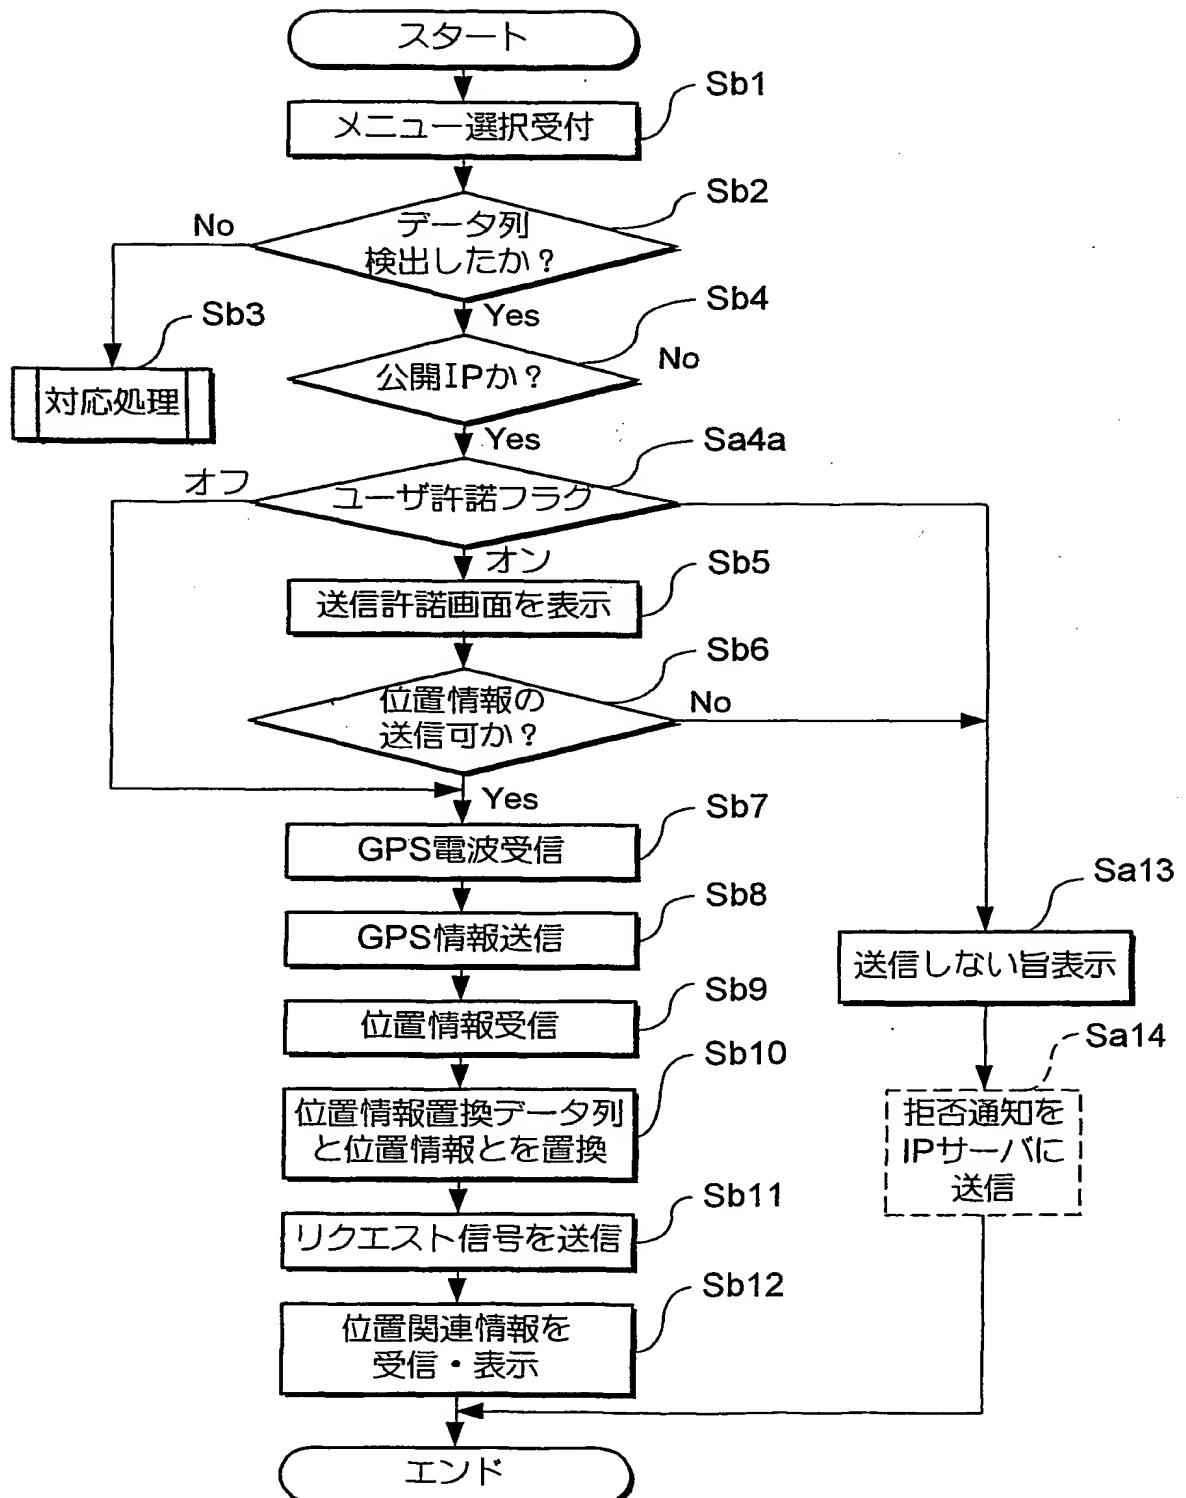 スタート
Sb1
メニュー選択受付
Sb2
No
データ列
検出したか?
Sb3
Yes
Sb4
対応処理
公開IPか?
No
Yes
Sa4a
オフ
ユーザ許諾フラグ
オン
Sb5
送信許諾画面を表示
Sb6
位置情報の
送信可か?
No
Yes
Sb7
GPS電波受信
Sb8
GPS情報送信
Sa13
送信しない旨表示
Sb9
位置情報受信
Sa14
拒否通知を
IPサーバに
送信
Sb10
位置情報置換データ列
と位置情報とを置換
Sb11
リクエスト信号を送信
Sb12
位置関連情報を
受信・表示
エンド